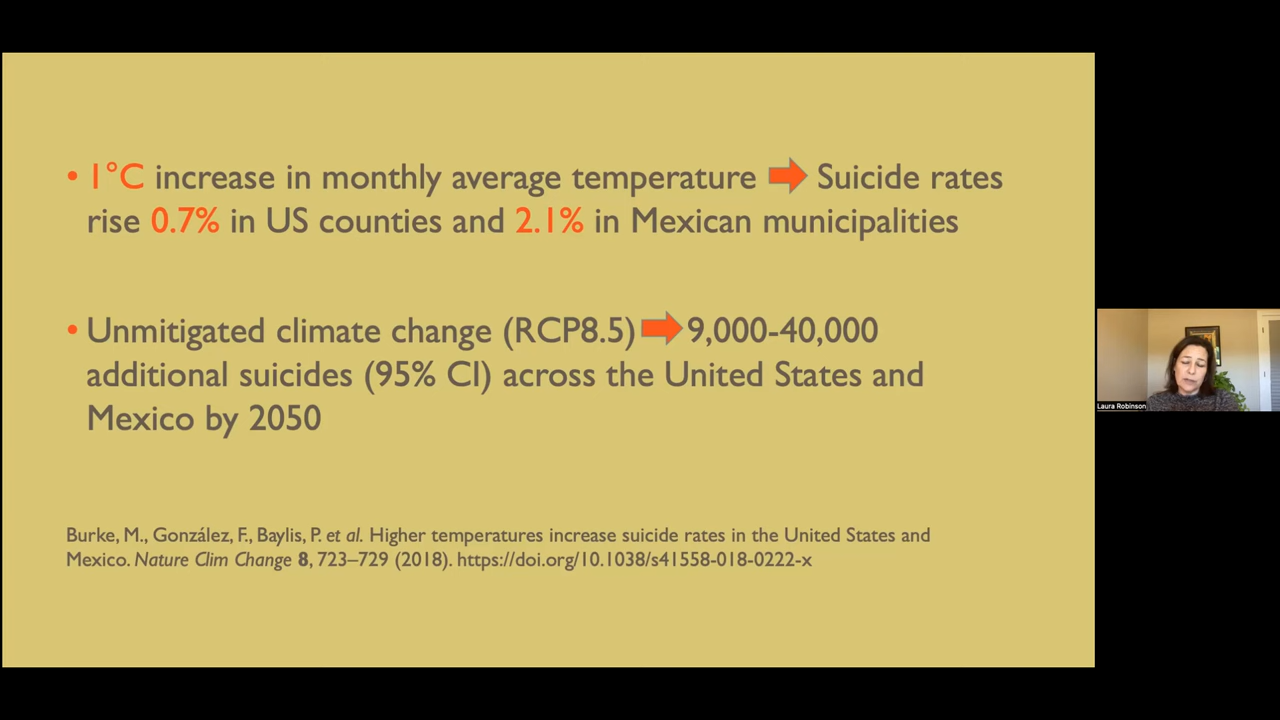 • 1°C increase in monthly average temperature ➡ Suicide rates
rise 0.7% in US counties and 2.1% in Mexican municipalities
• Unmitigated climate change (RCP8.5) ➡ 9,000-40,000
additional suicides (95% CI) across the United States and
Mexico by 2050
Burke, M., González, F., Baylis, P. et al. Higher temperatures increase suicide rates in the United States and
Mexico. Nature Clim Change 8, 723–729 (2018). https://doi.org/10.1038/s41558-018-0222-x
Laura Robinson